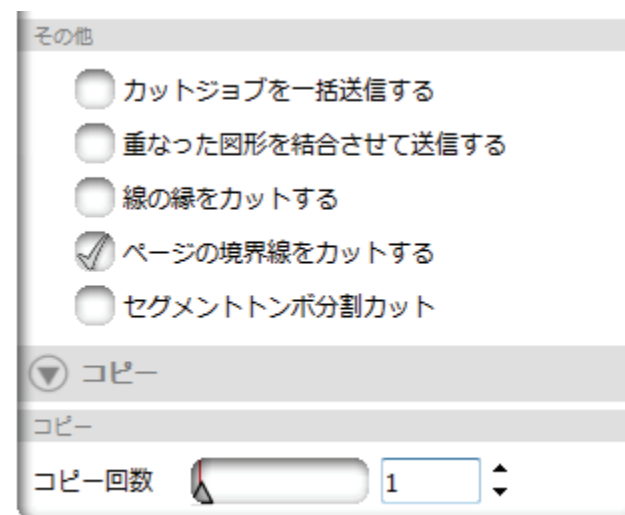 その他
カットジョブを一括送信する
重なった図形を結合させて送信する
線の縁をカットする
ページの境界線をカットする
セグメントトンボ分割カット
コピー
コピー
コピー回数 1